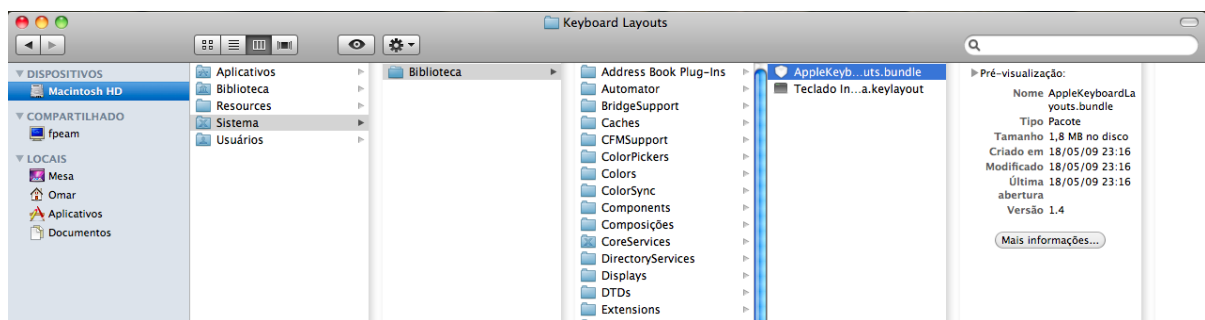 Keyboard Layouts
DISPOSITIVOS
Macintosh HD
COMPARTILHADO
fpeam
LOCAIS
Mesa
Omar
Aplicativos
Documentos
Aplicativos
Biblioteca
Resources
Sistema
Usuários
Biblioteca
Address Book Plug-Ins
Automator
BridgeSupport
Caches
CFMSupport
ColorPickers
Colors
ColorSync
Components
Composições
CoreServices
DirectoryServices
Displays
DTDs
Extensions
AppleKeyb...uts.bundle
Teclado In...a.keylayout
Pré-visualização:
Nome AppleKeyboardLa
youts.bundle
Tipo Pacote
Tamanho 1,8 MB no disco
Criado em 18/05/09 23:16
Modificado 18/05/09 23:16
Última 18/05/09 23:16
abertura
Versão 1.4
Mais informações...